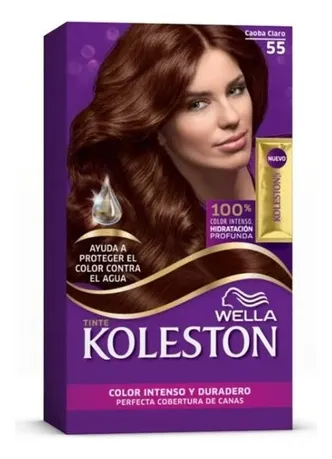 Caoba Claro
55
NUEVO
KOLESTON
100%
COLOR INTENSO,
HIDRATACIÓN
PROFUNDA
AYUDA A
PROTEGER EL
COLOR CONTRA
EL AGUA
WELLA
TINTE
KOLESTON
COLOR INTENSO Y DURADERO
PERFECTA COBERTURA DE CANAS